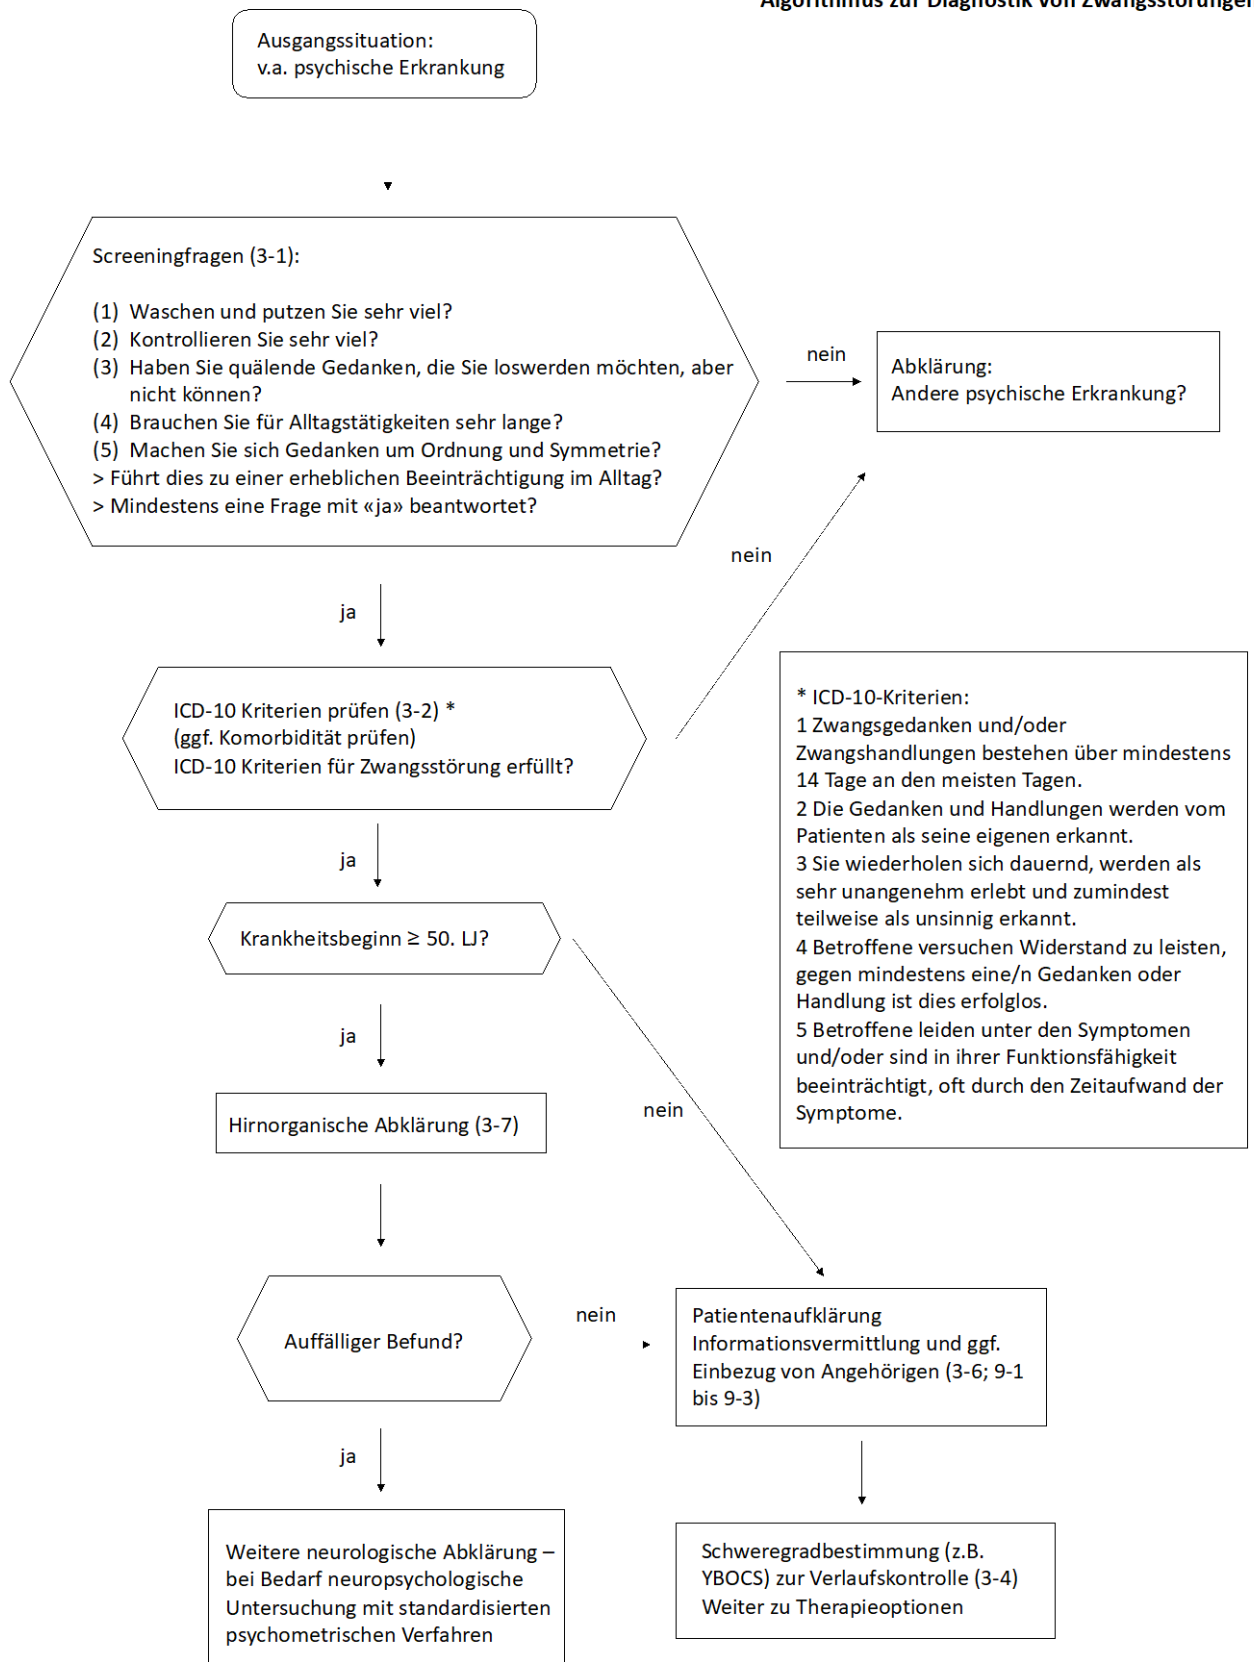 Algorithmus zur Diagnostik von Zwangsstörungen
Ausgangssituation:
v.a. psychische Erkrankung
Screeningfragen (3-1):
(1) Waschen und putzen Sie sehr viel?
(2) Kontrollieren Sie sehr viel?
(3) Haben Sie quälende Gedanken, die Sie loswerden möchten, aber
nicht können?
(4) Brauchen Sie für Alltagstätigkeiten sehr lange?
(5) Machen Sie sich Gedanken um Ordnung und Symmetrie?
> Führt dies zu einer erheblichen Beeinträchtigung im Alltag?
> Mindestens eine Frage mit «ja» beantwortet?
nein
Abklärung:
Andere psychische Erkrankung?
nein
ja
ICD-10 Kriterien prüfen (3-2) *
(ggf. Komorbidität prüfen)
ICD-10 Kriterien für Zwangsstörung erfüllt?
* ICD-10-Kriterien:
1 Zwangsgedanken und/oder
Zwangshandlungen bestehen über mindestens
14 Tage an den meisten Tagen.
2 Die Gedanken und Handlungen werden vom
Patienten als seine eigenen erkannt.
3 Sie wiederholen sich dauernd, werden als
sehr unangenehm erlebt und zumindest
teilweise als unsinnig erkannt.
4 Betroffene versuchen Widerstand zu leisten,
gegen mindestens eine/n Gedanken oder
Handlung ist dies erfolglos.
5 Betroffene leiden unter den Symptomen
und/oder sind in ihrer Funktionsfähigkeit
beeinträchtigt, oft durch den Zeitaufwand der
Symptome.
ja
Krankheitsbeginn ≥ 50. LJ?
ja
nein
Hirnorganische Abklärung (3-7)
Auffälliger Befund?
nein
Patientenaufklärung
Informationsvermittlung und ggf.
Einbezug von Angehörigen (3-6; 9-1
bis 9-3)
ja
Weitere neurologische Abklärung –
bei Bedarf neuropsychologische
Untersuchung mit standardisierten
psychometrischen Verfahren
Schweregradbestimmung (z.B.
YBOCS) zur Verlaufskontrolle (3-4)
Weiter zu Therapieoptionen